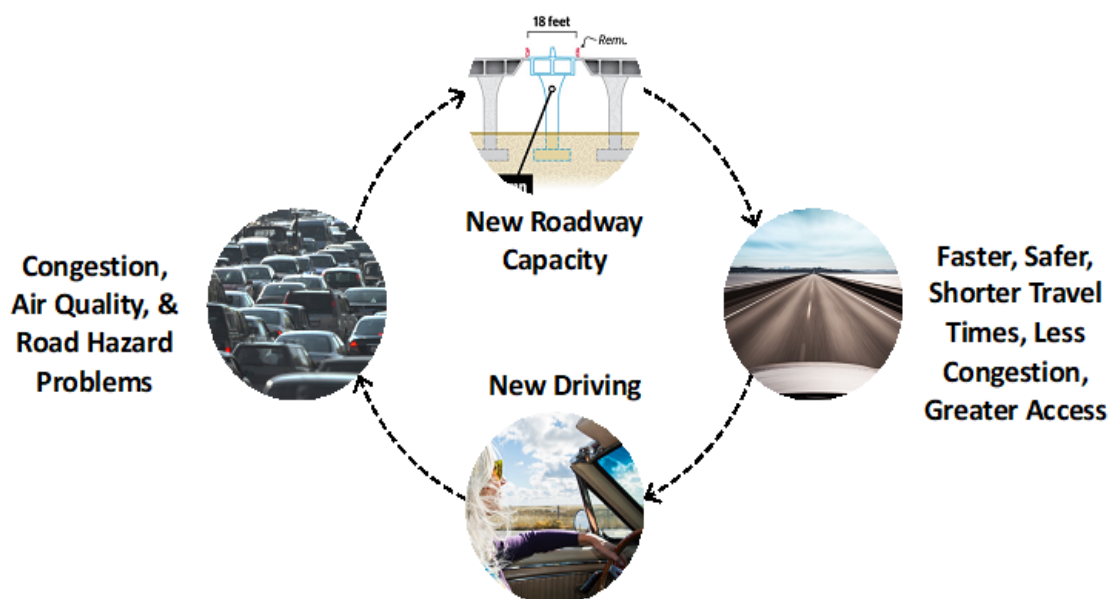 18 feet
New Roadway
Capacity
Faster, Safer,
Shorter Travel
Times, Less
Congestion,
Greater Access
New Driving
Congestion,
Air Quality, &
Road Hazard
Problems